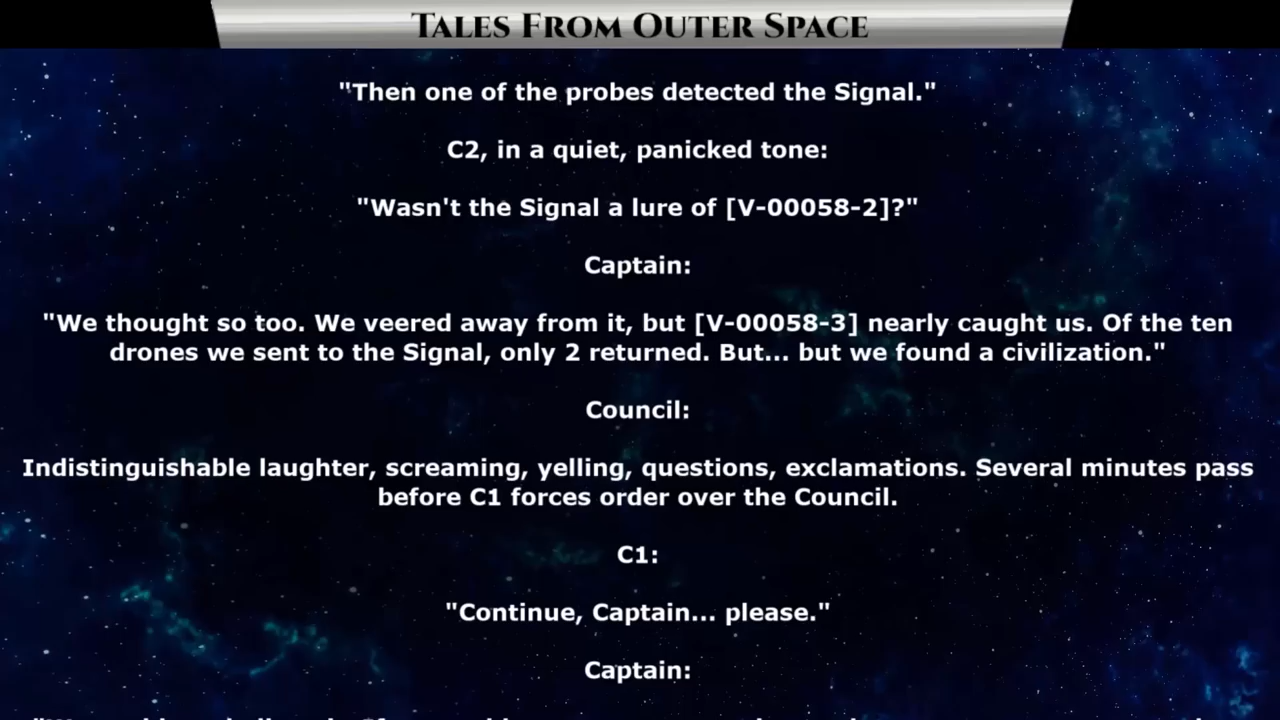 Tales From Outer Space
"Then one of the probes detected the Signal."
C2, in a quiet, panicked tone:
"Wasn't the Signal a lure of [V-00058-2]?"
Captain:
"We thought so too. We veered away from it, but [V-00058-3] nearly caught us. Of the ten
drones we sent to the Signal, only 2 returned. But... but we found a civilization."
Council:
Indistinguishable laughter, screaming, yelling, questions, exclamations. Several minutes pass
before C1 forces order over the Council.
C1:
"Continue, Captain... please."
Captain: